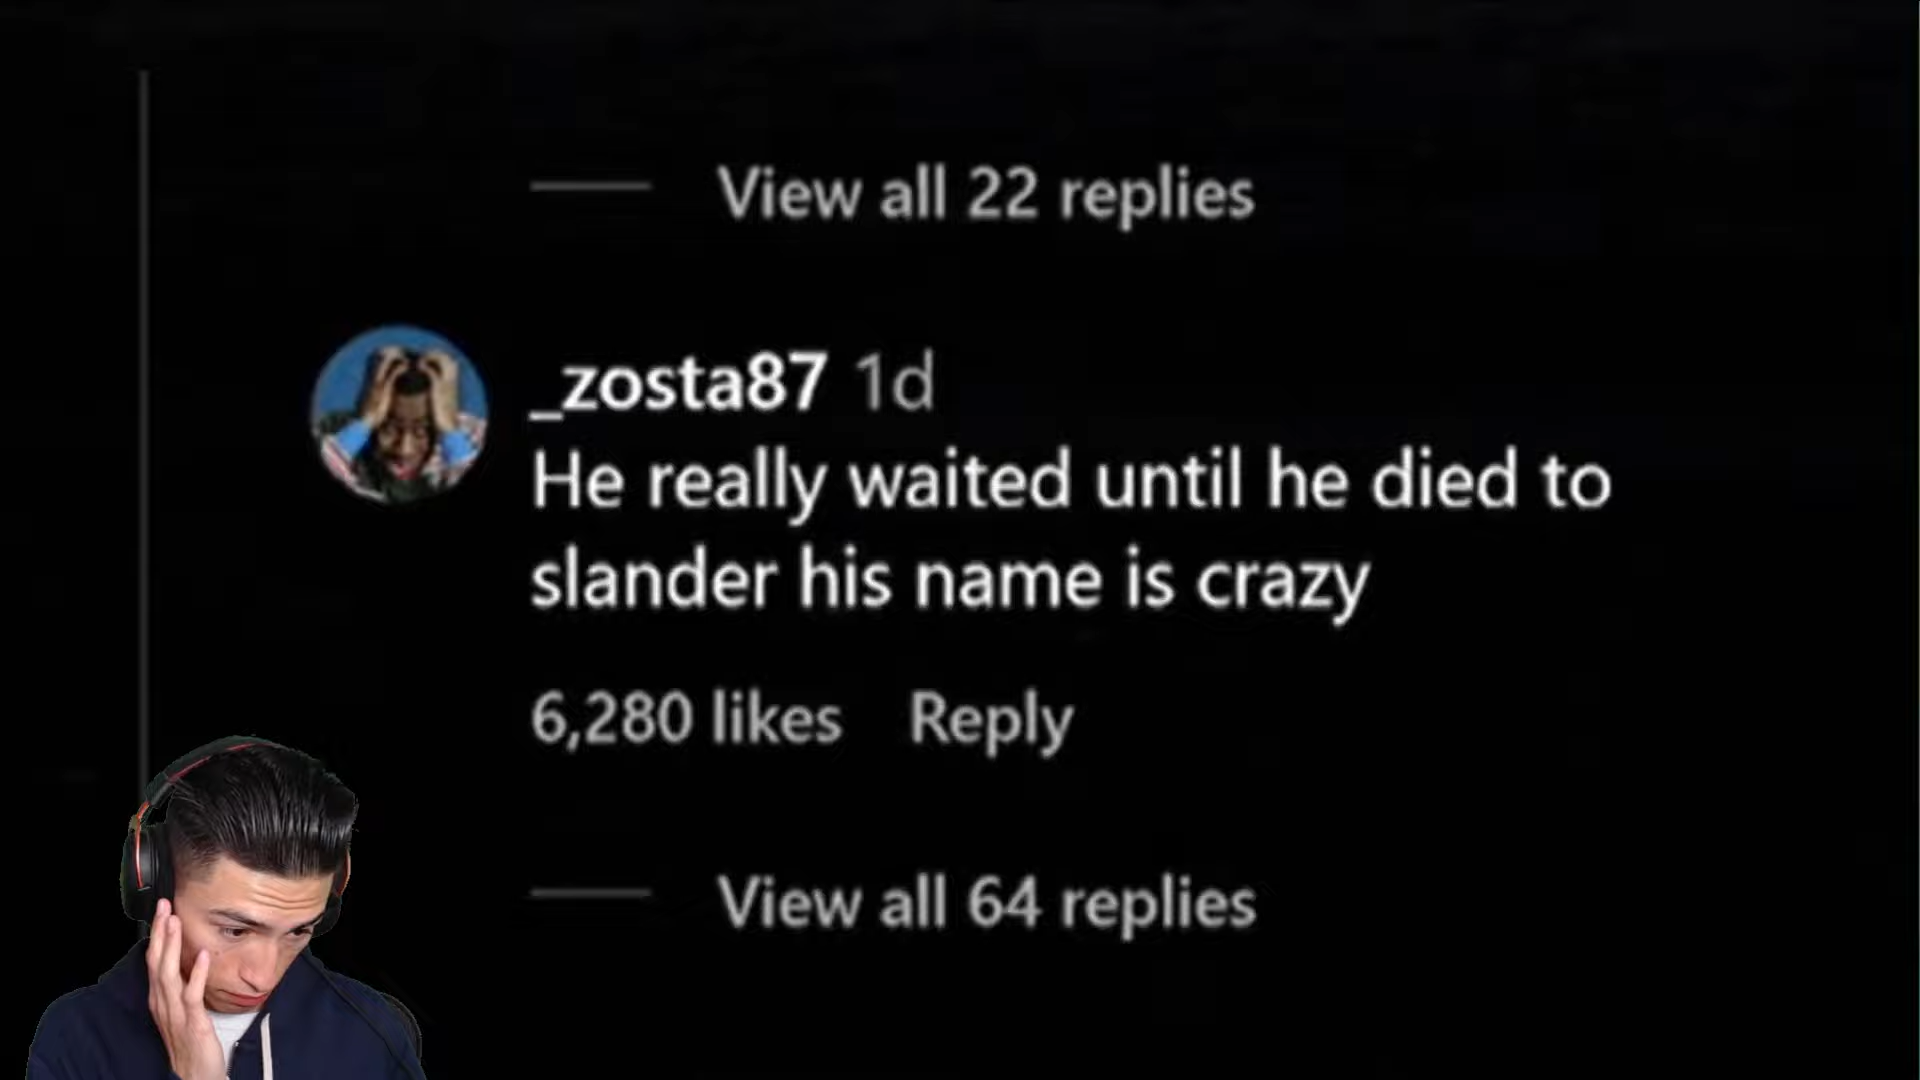 View all 22 replies
_zosta87 1d
He really waited until he died to
slander his name is crazy
6,280 likes Reply
View all 64 replies